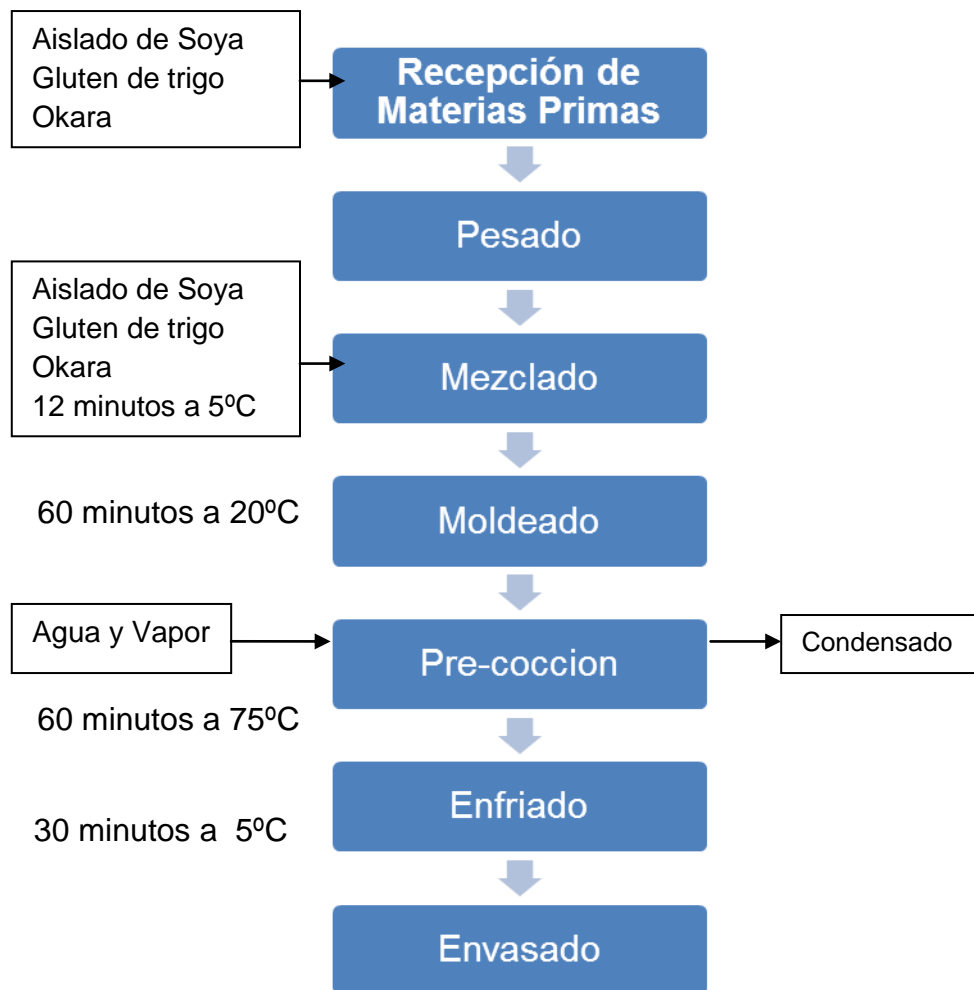 Aislado de Soya
Gluten de trigo
Okara
Recepción de
Materias Primas
Pesado
Aislado de Soya
Gluten de trigo
Okara
12 minutos a 5ºC
Mezclado
60 minutos a 20ºC
Moldeado
Agua y Vapor
Pre-coccion
Condensado
60 minutos a 75ºC
Enfriado
30 minutos a  5ºC
Envasado